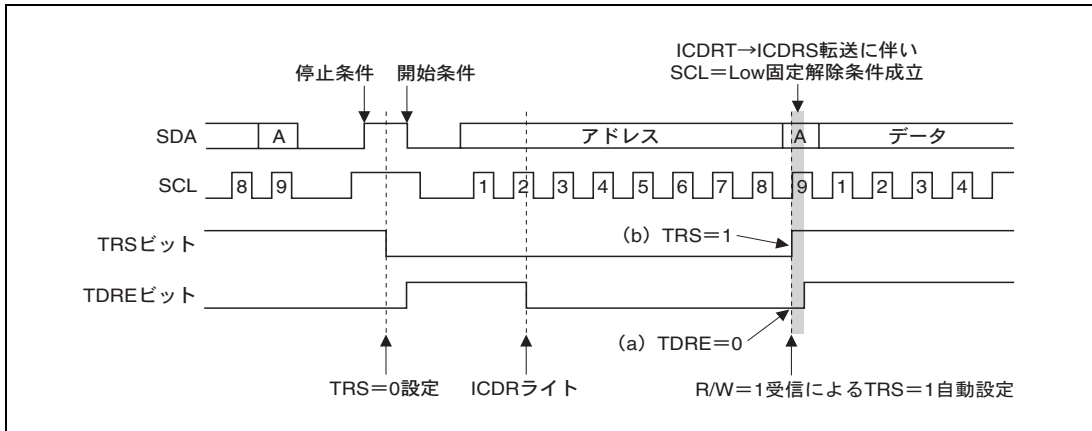 ICDRT→ICDRS転送に伴い
SCL＝Low固定解除条件成立
停止条件
開始条件
SDA A アドレス A データ
SCL 8 9 1 2 3 4 5 6 7 8 9 1 2 3 4
TRSビット
(b) TRS＝1
TDREビット
(a) TDRE＝0
TRS＝0設定
ICDRライト
R/W＝1受信によるTRS＝1自動設定